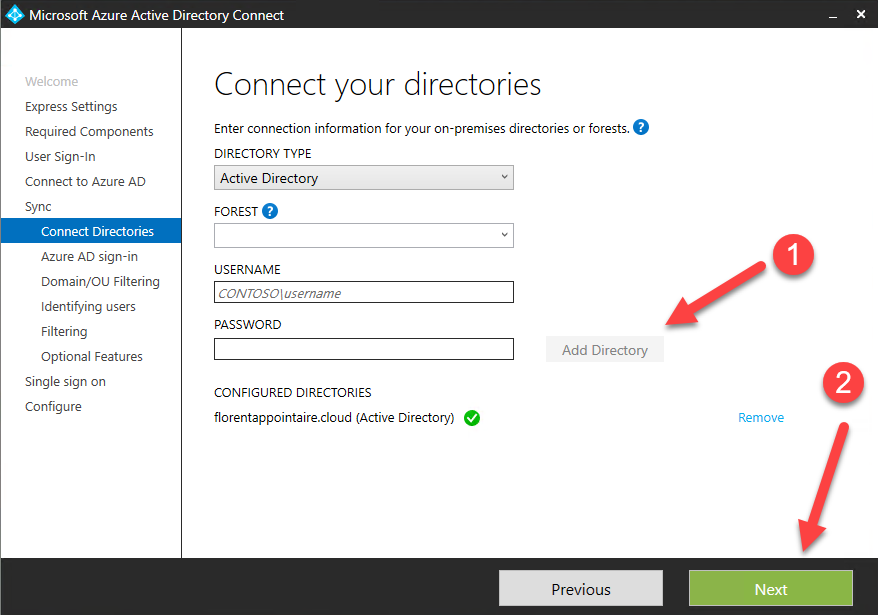 Microsoft Azure Active Directory Connect
Welcome
Express Settings
Required Components
User Sign-In
Connect to Azure AD
Sync
Connect Directories
Azure AD sign-in
Domain/OU Filtering
Identifying users
Filtering
Optional Features
Single sign on
Configure
Connect your directories
Enter connection information for your on-premises directories or forests. ?
DIRECTORY TYPE
Active Directory
FOREST ?
USERNAME
CONTOSO\username
PASSWORD
Add Directory
1
CONFIGURED DIRECTORIES
florentappointaire.cloud (Active Directory)
Remove
2
Previous
Next